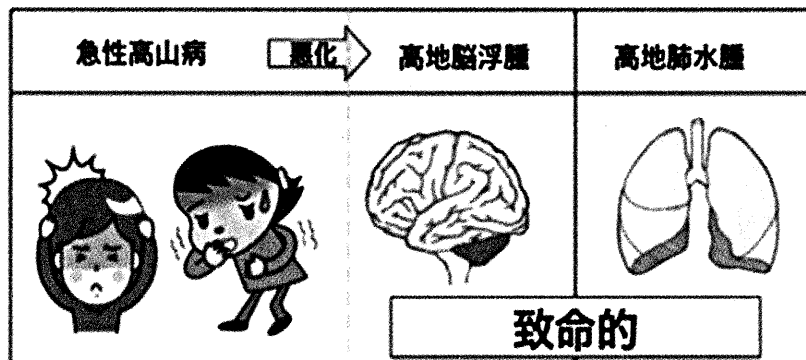 急性高山病
悪化
高地脳浮腫
高地肺水腫
致命的